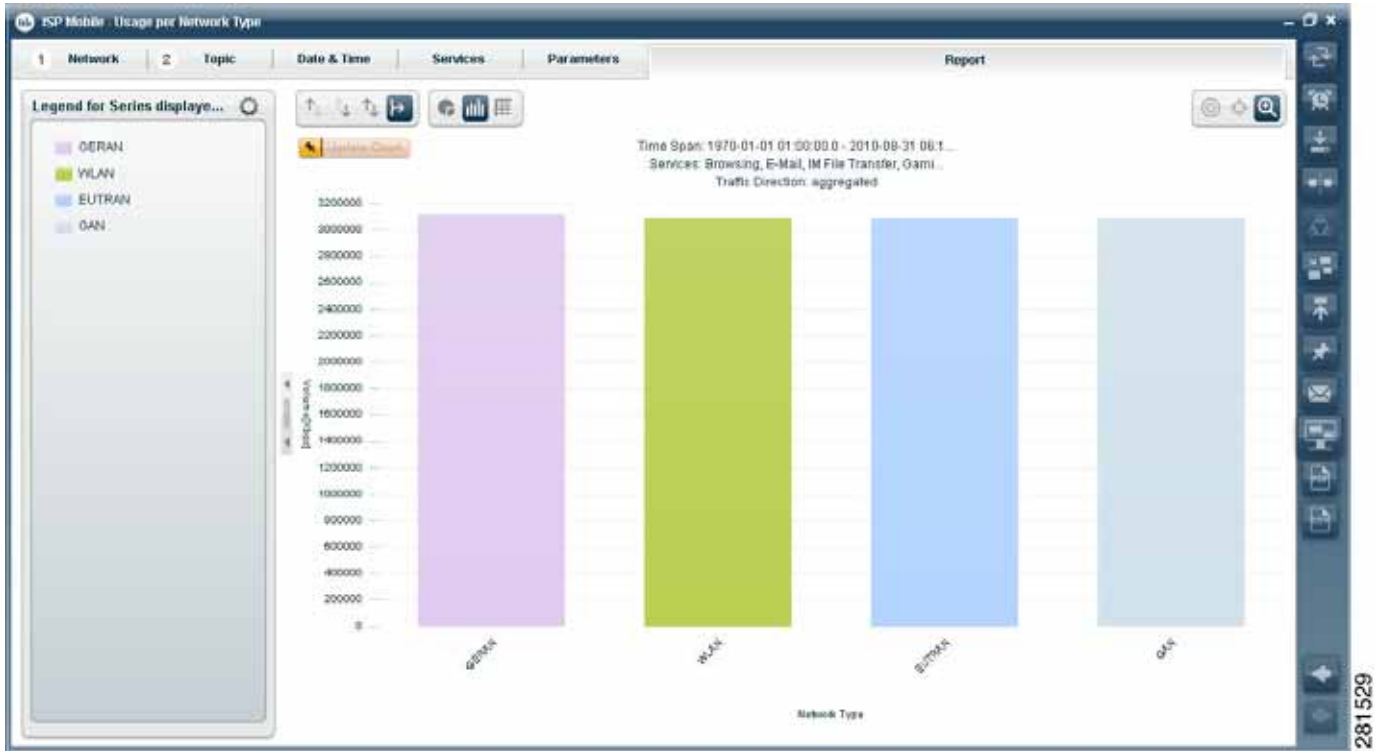 ISP Mobile - Usage per Network Type
1 Network 2 Topic Date & Time Services Parameters Report
Legend for Series displaye...
GERAN
WLAN
EUTRAN
GAN
Update Chart
Time Span: 1970-01-01 01:00:00.0 - 2010-08-31 06:1...
Services: Browsing, E-Mail, IM File Transfer, Gami...
Traffic Direction: aggregated
3200000
3000000
2800000
2600000
2400000
2200000
2000000
1800000
1600000
1400000
1200000
1000000
800000
600000
400000
200000
0
GERAN
WLAN
EUTRAN
GAN
Network Type
PDF
281529